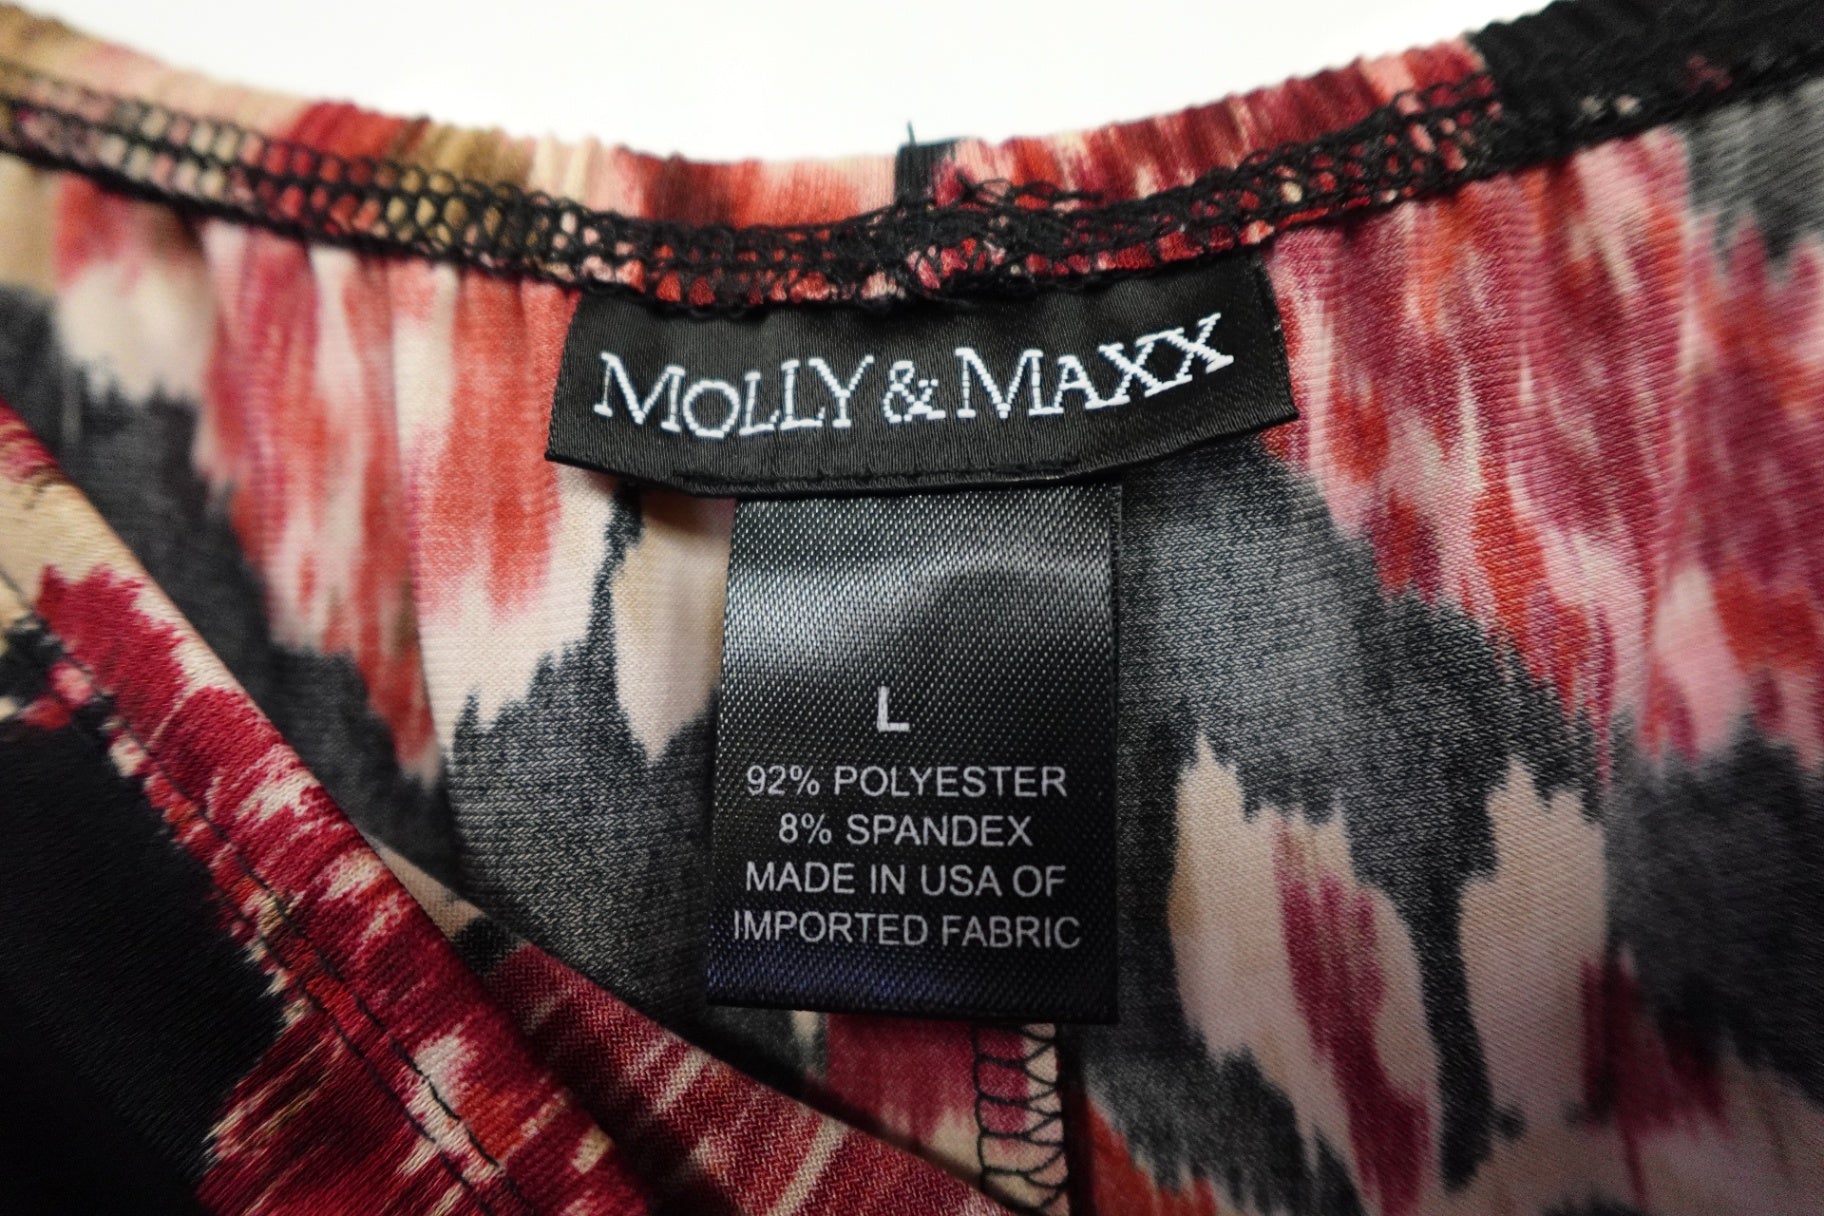 MOLLY & MAXX
L
92% POLYESTER
8% SPANDEX
MADE IN USA OF
IMPORTED FABRIC